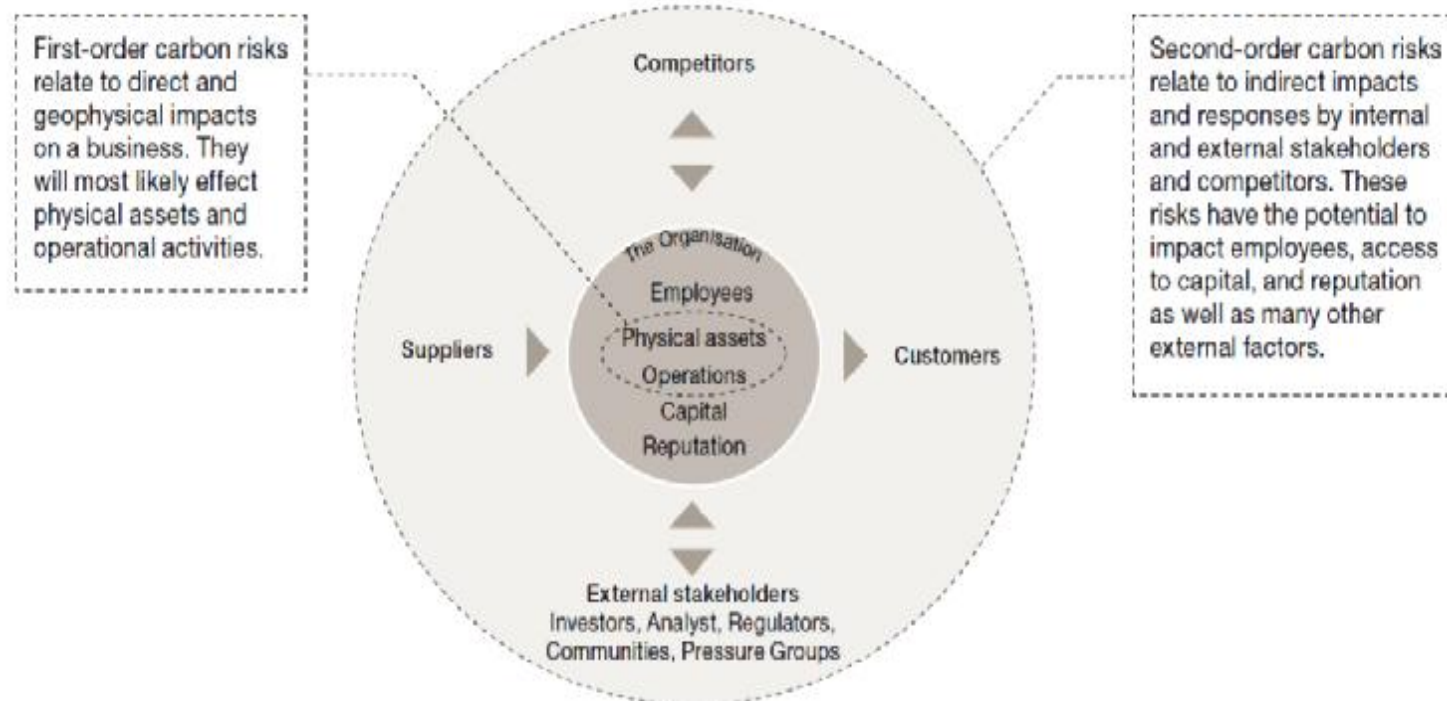 First-order carbon risks
relate to direct and
geophysical impacts
on a business. They
will most likely effect
physical assets and
operational activities.
Competitors
Second-order carbon risks
relate to indirect impacts
and responses by internal
and external stakeholders
and competitors. These
risks have the potential to
impact employees, access
to capital, and reputation
as well as many other
external factors.
The Organisation
Employees
Physical assets
Operations
Capital
Reputation
Suppliers
Customers
External stakeholders
Investors, Analyst, Regulators,
Communities, Pressure Groups